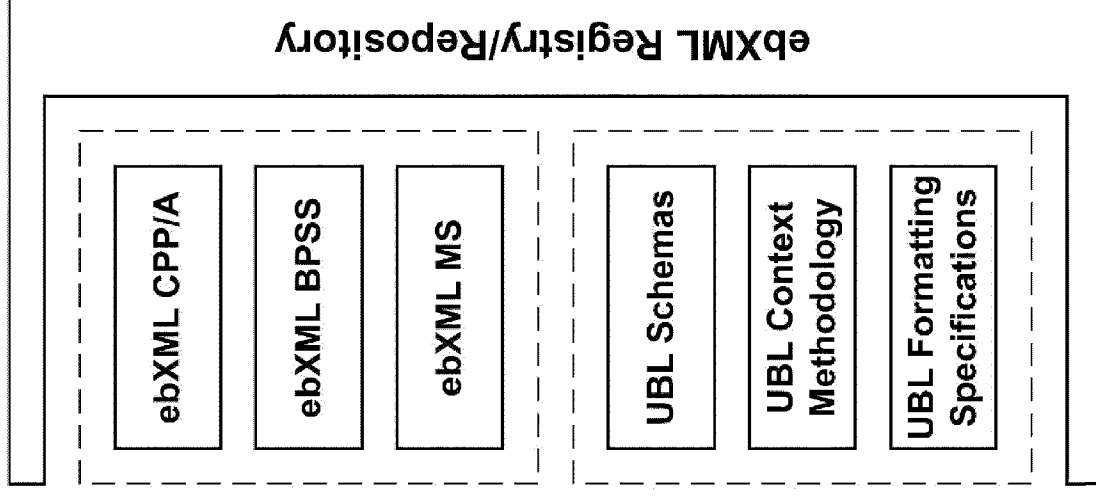 ebXML Registry/Repository
ebXML CPP/A
ebXML BPSS
ebXML MS
UBL Schemas
UBL Context
Methodology
UBL Formatting
Specifications